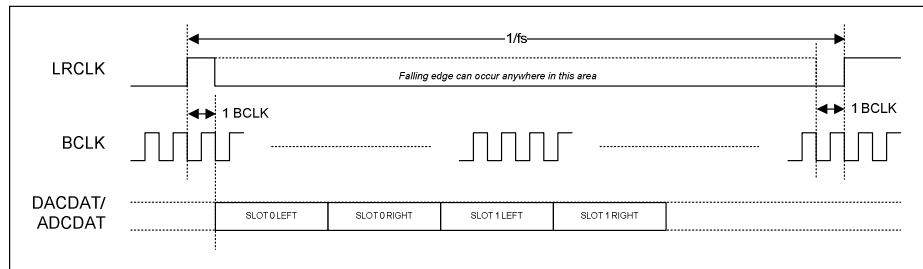 1/fs
LRCLK
Falling edge can occur anywhere in this area
1 BCLK
1 BCLK
BCLK
DACDAT/
ADCDAT
SLOT 0 LEFT
SLOT 0 RIGHT
SLOT 1 LEFT
SLOT 1 RIGHT